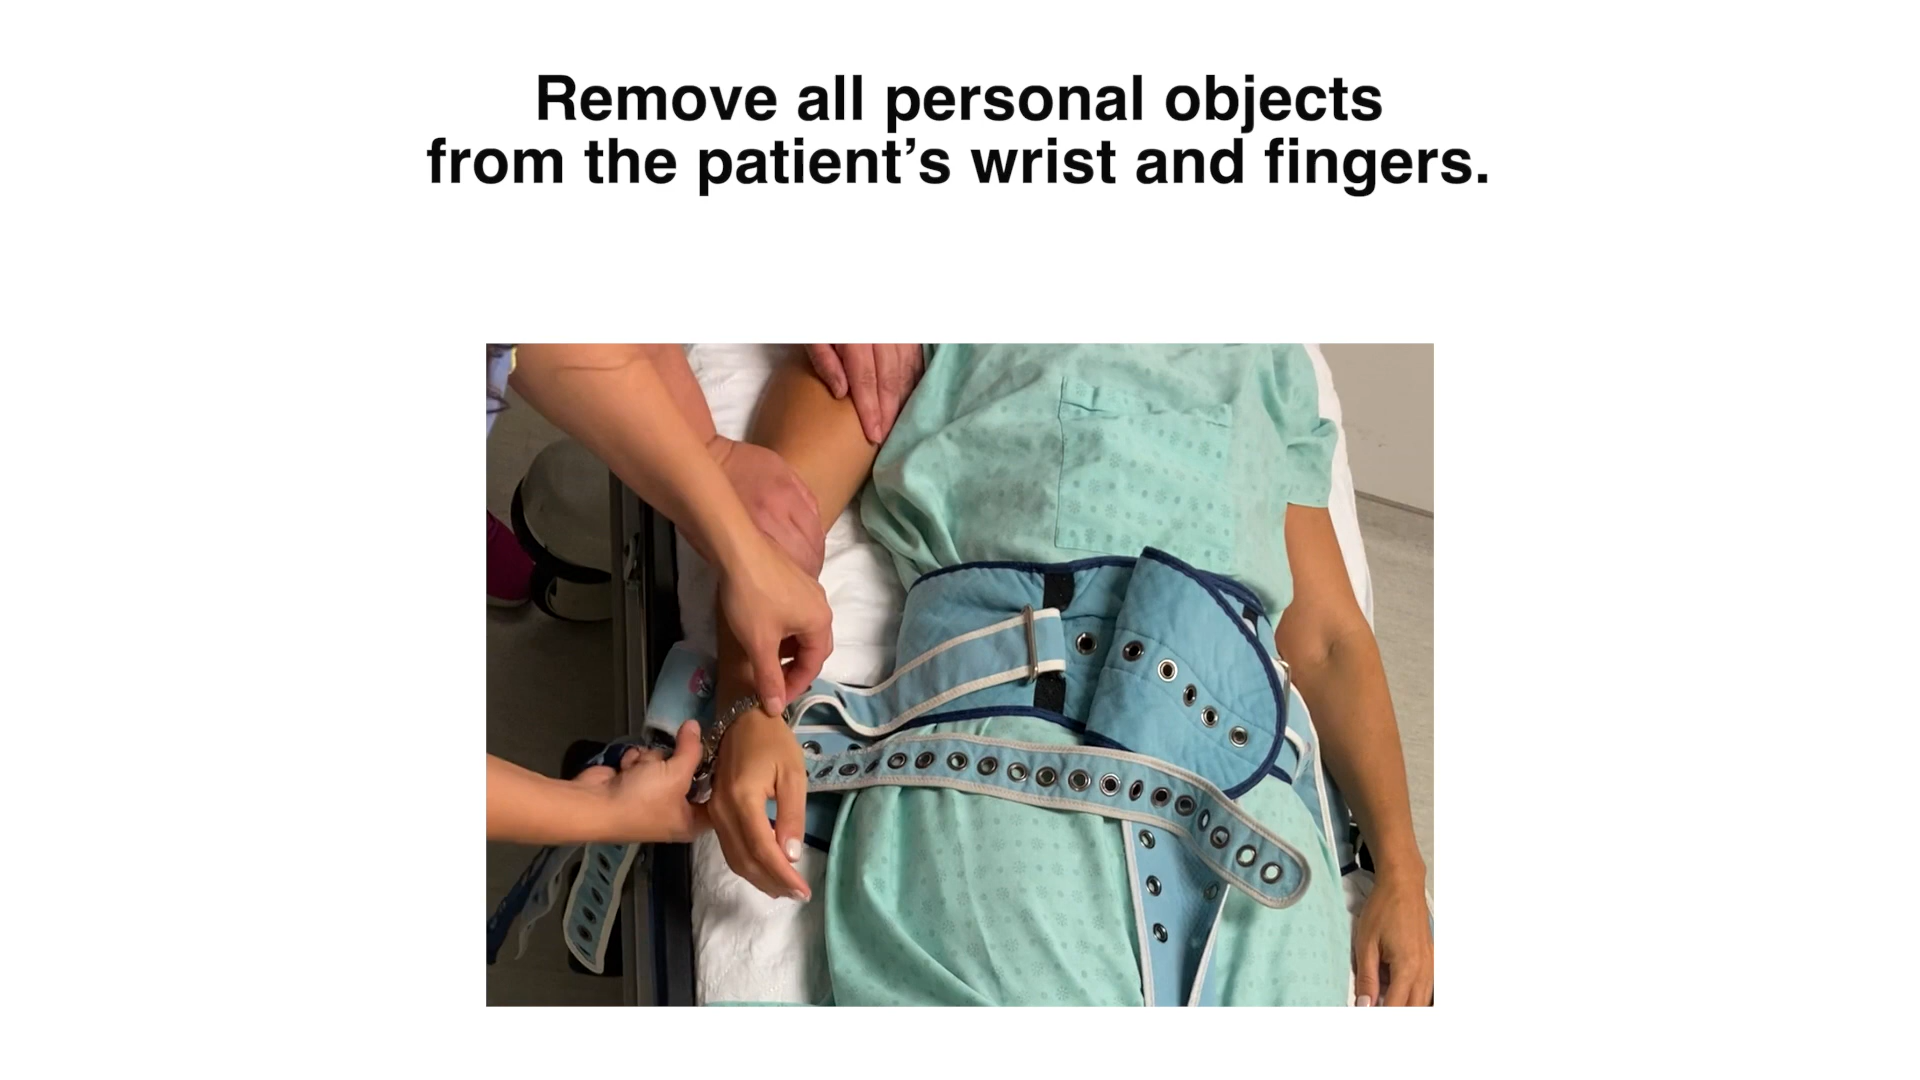 Remove all personal objects
from the patient’s wrist and fingers.